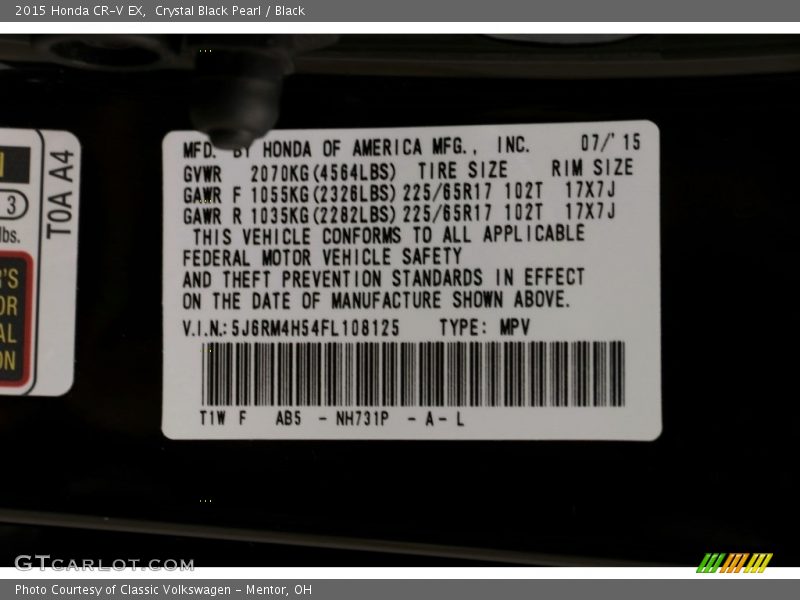 2015 Honda CR-V EX, Crystal Black Pearl / Black
MFD. BY HONDA OF AMERICA MFG., INC. 07/'15
GVWR 2070KG(4564LBS) TIRE SIZE RIM SIZE
GAWR F 1055KG(2326LBS) 225/65R17 102T 17X7J
GAWR R 1035KG(2282LBS) 225/65R17 102T 17X7J
THIS VEHICLE CONFORMS TO ALL APPLICABLE
FEDERAL MOTOR VEHICLE SAFETY
AND THEFT PREVENTION STANDARDS IN EFFECT
ON THE DATE OF MANUFACTURE SHOWN ABOVE.
V.I.N.:5J6RM4H54FL108125 TYPE: MPV
T1W F AB5 - NH731P - A- L
T0A A4
3
lbs.
GTCARLOT.COM
Photo Courtesy of Classic Volkswagen - Mentor, OH